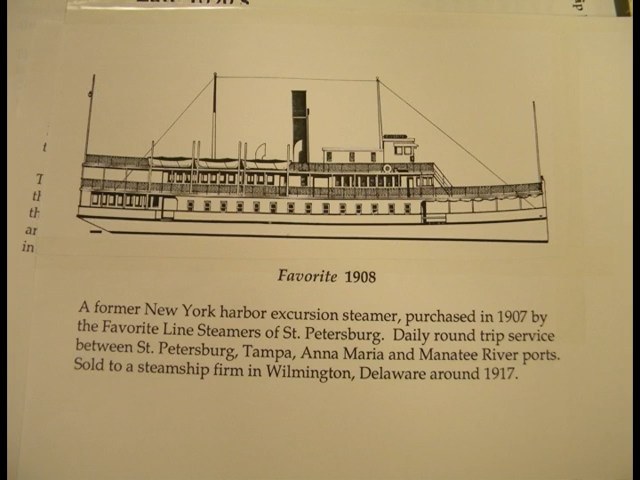 Favorite 1908
A former New York harbor excursion steamer, purchased in 1907 by
the Favorite Line Steamers of St. Petersburg. Daily round trip service
between St. Petersburg, Tampa, Anna Maria and Manatee River ports.
Sold to a steamship firm in Wilmington, Delaware around 1917.
in